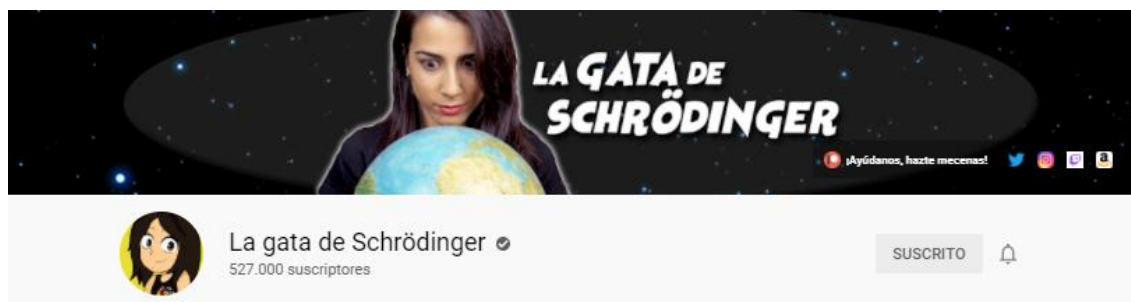 LA GATA DE
SCHRÖDINGER
¡Ayúdanos, hazte mecenas!
a
La gata de Schrödinger
527.000 suscriptores
SUSCRITO